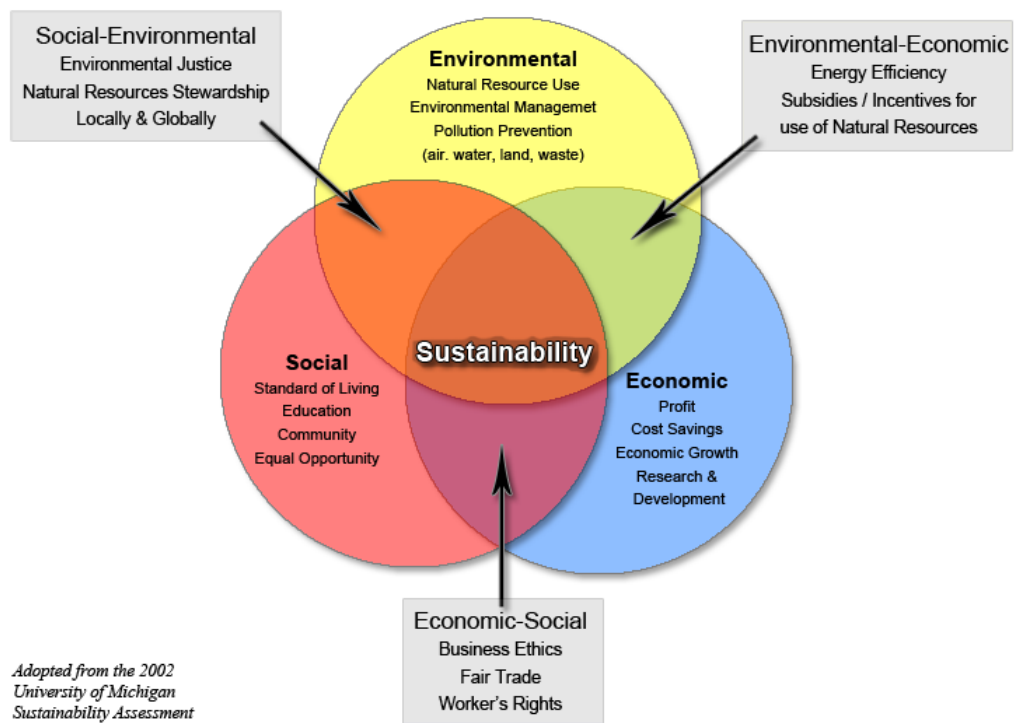 Social-Environmental
Environmental Justice
Natural Resources Stewardship
Locally & Globally
Environmental
Natural Resource Use
Environmental Managemet
Pollution Prevention
(air. water, land, waste)
Environmental-Economic
Energy Efficiency
Subsidies / Incentives for
use of Natural Resources
Sustainability
Social
Standard of Living
Education
Community
Equal Opportunity
Economic
Profit
Cost Savings
Economic Growth
Research &
Development
Economic-Social
Business Ethics
Fair Trade
Worker's Rights
Adopted from the 2002
University of Michigan
Sustainability Assessment